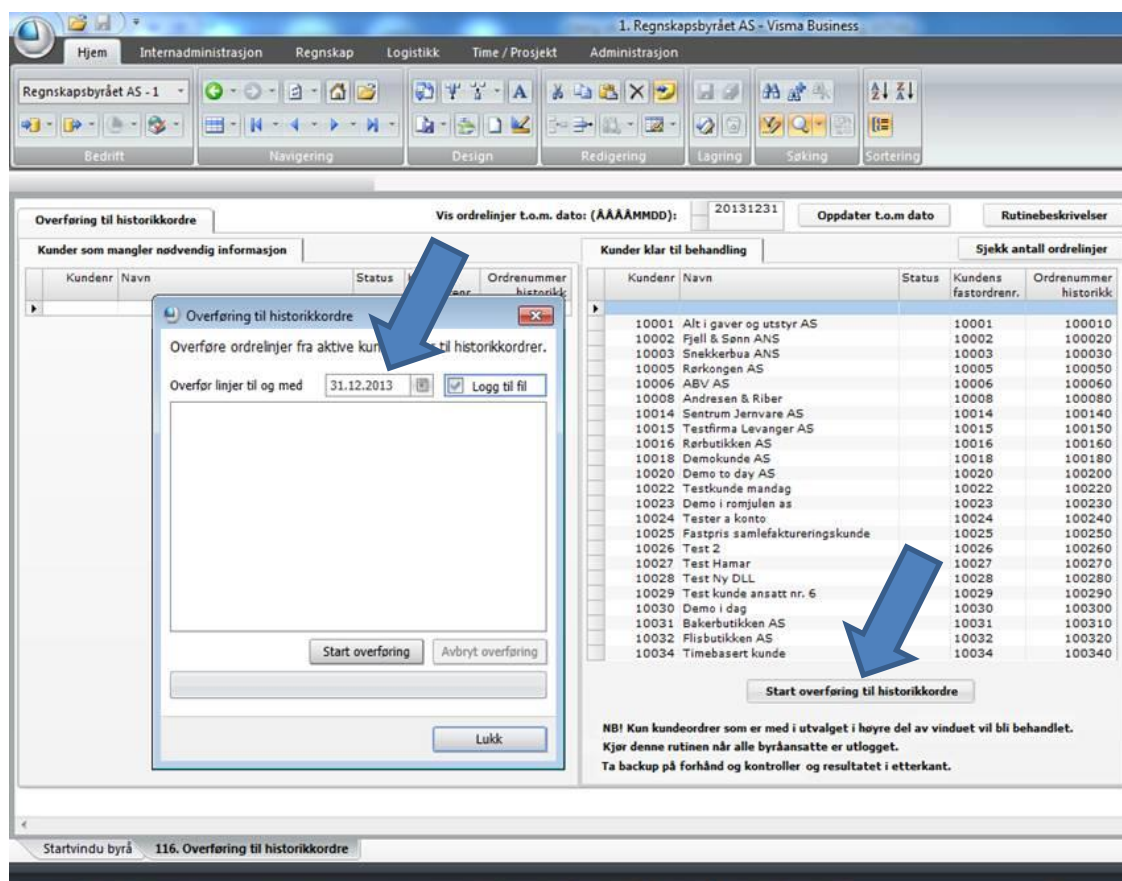 1. Regnskapsbyrået AS - Visma Business
Hjem Internadministrasjon Regnskap Logistikk Time / Prosjekt Administrasjon
Regnskapsbyrået AS - 1
Bedrift Navigering Design Redigering Lagring Søking Sortering
Overføring til historikkordre
Vis ordrelinjer t.o.m. dato: (ÅÅÅÅMMDD): 20131231 Oppdater t.o.m dato Rutinebeskrivelser
Kunder som mangler nødvendig informasjon
Kundenr Navn Status Ordrenummer
historikk
Overføring til historikkordre
Overføre ordrelinjer fra aktive til historikkordrer.
Overfør linjer til og med 31.12.2013 Logg til fil
Start overføring Avbryt overføring
Lukk
Kunder klar til behandling Sjekk antall ordrelinjer
Kundenr Navn Status Kundens Ordrenummer
fastordrenr. historikk
10001 Alt i gaver og utstyr AS 10001 100010
10002 Fjell & Sønn ANS 10002 100020
10003 Snekkerbua ANS 10003 100030
10005 Rørkongen AS 10005 100050
10006 ABV AS 10006 100060
10008 Andresen & Riber 10008 100080
10014 Sentrum Jernvare AS 10014 100140
10015 Testfirma Levanger AS 10015 100150
10016 Rørbutikken AS 10016 100160
10018 Demokunde AS 10018 100180
10020 Demo to day AS 10020 100200
10022 Testkunde mandag 10022 100220
10023 Demo i romjulen as 10023 100230
10024 Tester a konto 10024 100240
10025 Fastpris samlefaktureringskunde 10025 100250
10026 Test 2 10026 100260
10027 Test Hamar 10027 100270
10028 Test Ny DLL 10028 100280
10029 Test kunde ansatt nr. 6 10029 100290
10030 Demo i dag 10030 100300
10031 Bakerbutikken AS 10031 100310
10032 Flisbutikken AS 10032 100320
10034 Timebasert kunde 10034 100340
Start overføring til historikkordre
NB! Kun kundeordrer som er med i utvalget i høyre del av vinduet vil bli behandlet.
Kjør denne rutinen når alle byråansatte er utlogget.
Ta backup på forhånd og kontroller og resultatet i etterkant.
Startvindu byrå 116. Overføring til historikkordre